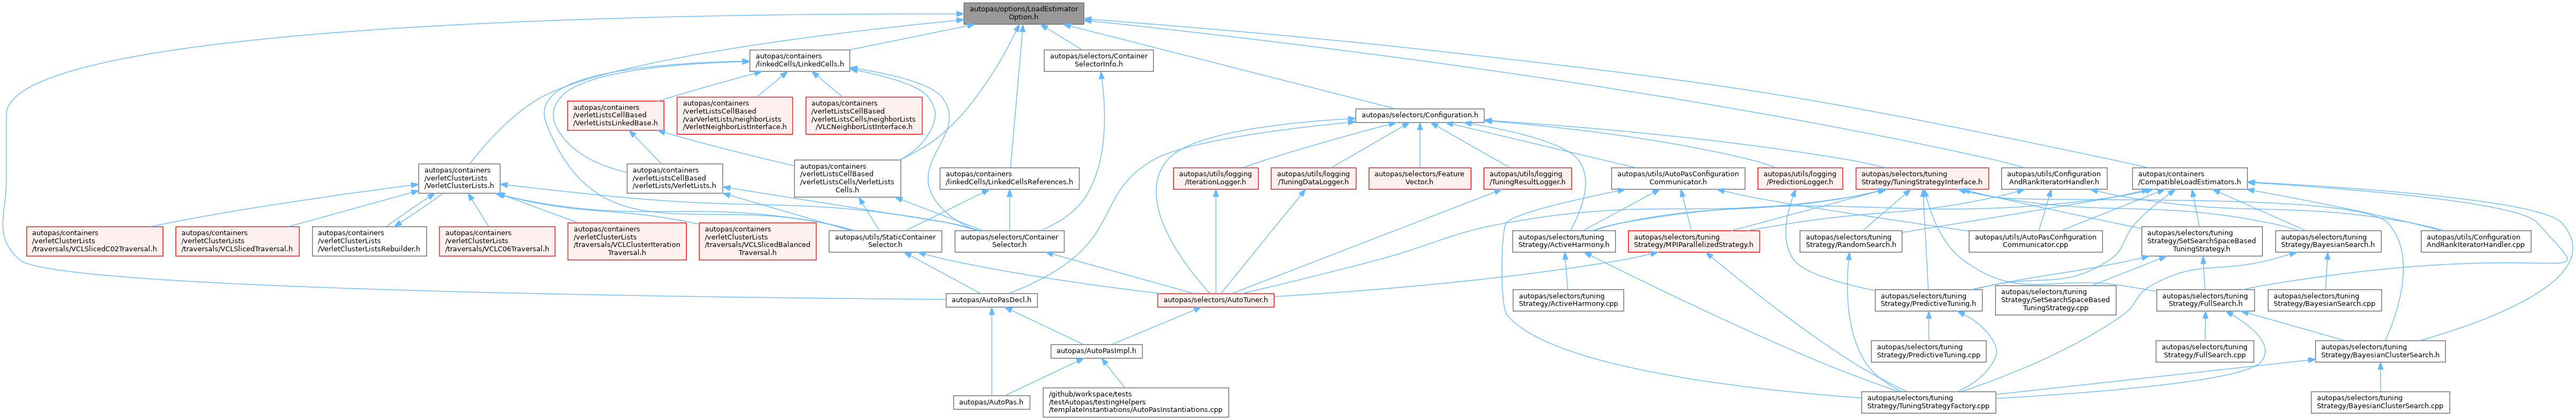 autopas/options/LoadEstimator
Option.h
autopas/containers
/linkedCells/LinkedCells.h
autopas/selectors/Container
SelectorInfo.h
autopas/containers
/verletListsCellBased
/VerletListsLinkedBase.h
autopas/containers
/verletListsCellBased
/varVerletLists/neighborLists
/VerletNeighborListInterface.h
autopas/containers
/verletListsCellBased
/verletListsCells/neighborLists
/VLCNeighborListInterface.h
autopas/selectors/Configuration.h
autopas/containers
/verletClusterLists
/VerletClusterLists.h
autopas/containers
/verletListsCellBased
/verletLists/VerletLists.h
autopas/containers
/verletListsCellBased
/verletListsCells/VerletLists
Cells.h
autopas/containers
/linkedCells/LinkedCellsReferences.h
autopas/utils/logging
/IterationLogger.h
autopas/utils/logging
/TuningDataLogger.h
autopas/selectors/Feature
Vector.h
autopas/utils/logging
/TuningResultLogger.h
autopas/utils/AutoPasConfiguration
Communicator.h
autopas/utils/logging
/PredictionLogger.h
autopas/selectors/tuning
Strategy/TuningStrategyInterface.h
autopas/utils/Configuration
AndRankIteratorHandler.h
autopas/containers
/CompatibleLoadEstimators.h
autopas/containers
/verletClusterLists
/traversals/VCLSlicedC02Traversal.h
autopas/containers
/verletClusterLists
/traversals/VCLSlicedTraversal.h
autopas/containers
/verletClusterLists
/VerletClusterListsRebuilder.h
autopas/containers
/verletClusterLists
/traversals/VCLC06Traversal.h
autopas/containers
/verletClusterLists
/traversals/VCLClusterIteration
Traversal.h
autopas/containers
/verletClusterLists
/traversals/VCLSlicedBalanced
Traversal.h
autopas/utils/StaticContainer
Selector.h
autopas/selectors/Container
Selector.h
autopas/selectors/tuning
Strategy/ActiveHarmony.h
autopas/selectors/tuning
Strategy/MPIParallelizedStrategy.h
autopas/selectors/tuning
Strategy/RandomSearch.h
autopas/utils/AutoPasConfiguration
Communicator.cpp
autopas/selectors/tuning
Strategy/SetSearchSpaceBased
TuningStrategy.h
autopas/selectors/tuning
Strategy/BayesianSearch.h
autopas/utils/Configuration
AndRankIteratorHandler.cpp
autopas/AutoPasDecl.h
autopas/selectors/AutoTuner.h
autopas/selectors/tuning
Strategy/ActiveHarmony.cpp
autopas/selectors/tuning
Strategy/PredictiveTuning.h
autopas/selectors/tuning
Strategy/SetSearchSpaceBased
TuningStrategy.cpp
autopas/selectors/tuning
Strategy/FullSearch.h
autopas/selectors/tuning
Strategy/BayesianSearch.cpp
autopas/AutoPasImpl.h
autopas/selectors/tuning
Strategy/PredictiveTuning.cpp
autopas/selectors/tuning
Strategy/FullSearch.cpp
autopas/selectors/tuning
Strategy/BayesianClusterSearch.h
autopas/AutoPas.h
/github/workspace/tests
/testAutopas/testingHelpers
/templateInstantiations/AutoPasInstantiations.cpp
autopas/selectors/tuning
Strategy/TuningStrategyFactory.cpp
autopas/selectors/tuning
Strategy/BayesianClusterSearch.cpp